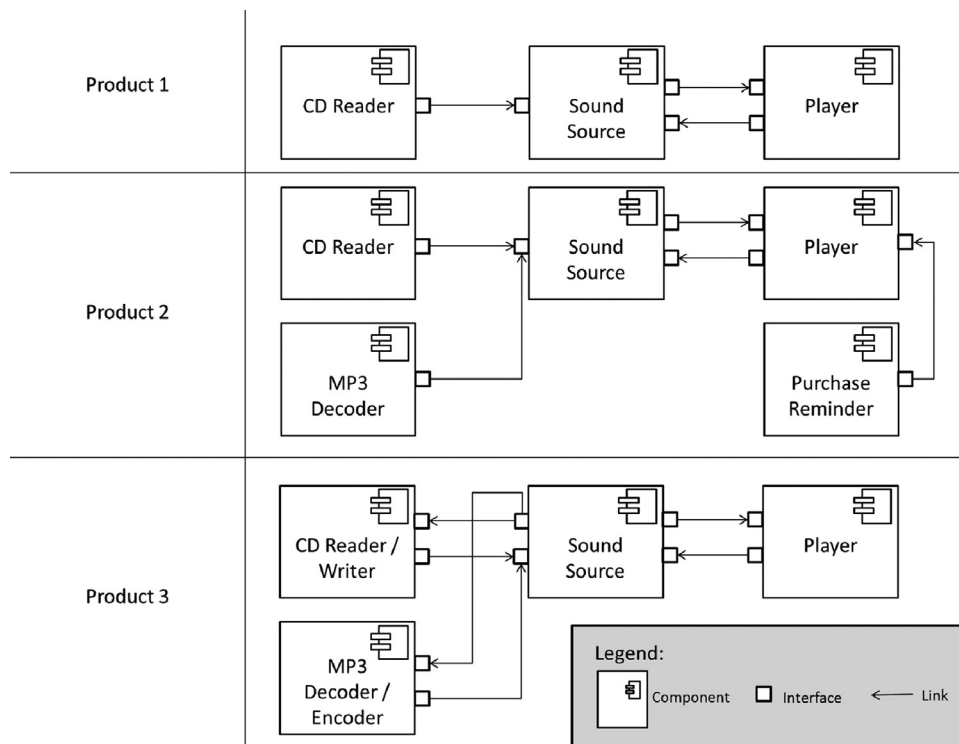 Product 1
CD Reader
Sound
Source
Player
Product 2
CD Reader
Sound
Source
Player
MP3
Decoder
Purchase
Reminder
Product 3
CD Reader /
Writer
Sound
Source
Player
MP3
Decoder /
Encoder
Legend:
Component
Interface
Link